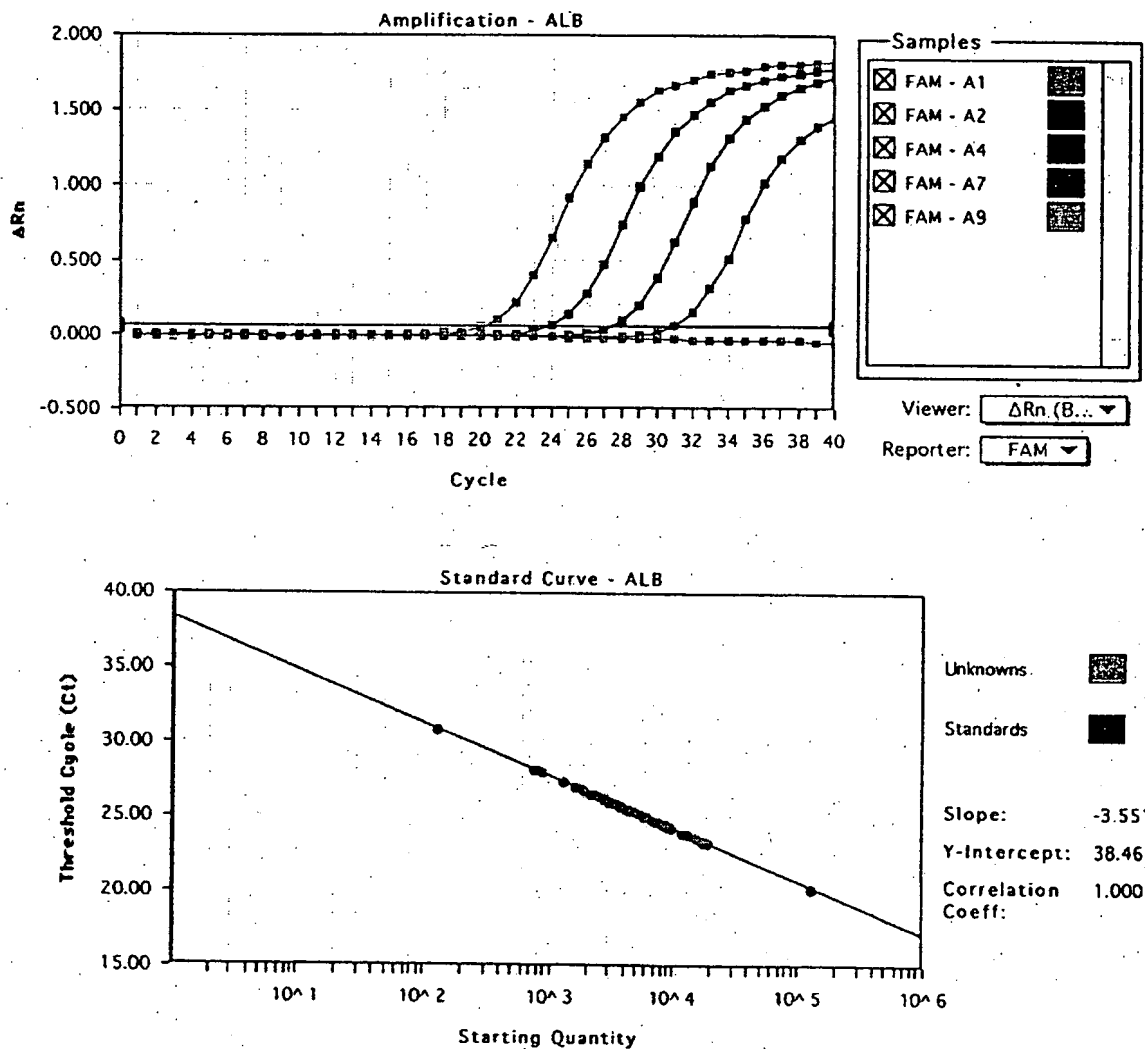 Amplification - ALB
2.000
1.500
1.000
0.500
0.000
-0.500
ΔRn
0 2 4 6 8 10 12 14 16 18 20 22 24 26 28 30 32 34 36 38 40
Cycle
Samples
FAM - A1
FAM - A2
FAM - A4
FAM - A7
FAM - A9
Viewer: ΔRn (B...
Reporter: FAM
Standard Curve - ALB
40.00
35.00
30.00
25.00
20.00
15.00
Threshold Cycle (Ct)
10^1 10^2 10^3 10^4 10^5 10^6
Starting Quantity
Unknowns
Standards
Slope: -3.55
Y-Intercept: 38.46
Correlation 1.000
Coeff: